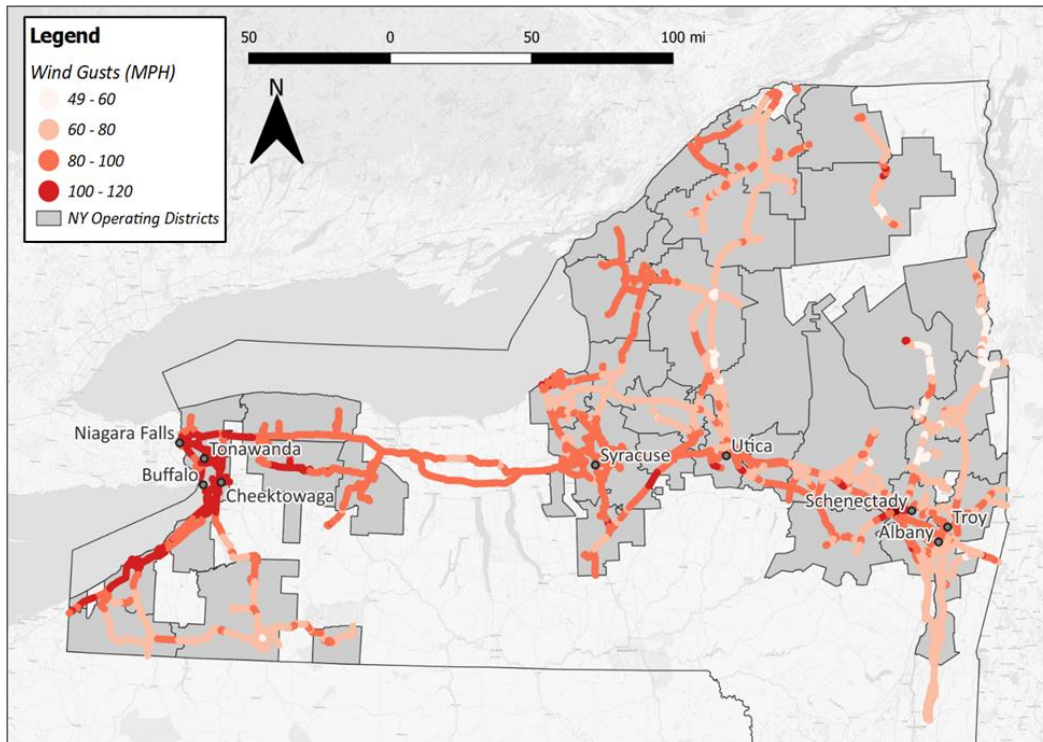 Legend
50 0 50 100 mi
Wind Gusts (MPH)
49 - 60
60 - 80
80 - 100
100 - 120
NY Operating Districts
N
Niagara Falls
Tonawanda
Buffalo
Cheektowaga
Syracuse
Utica
Schenectady
Troy
Albany